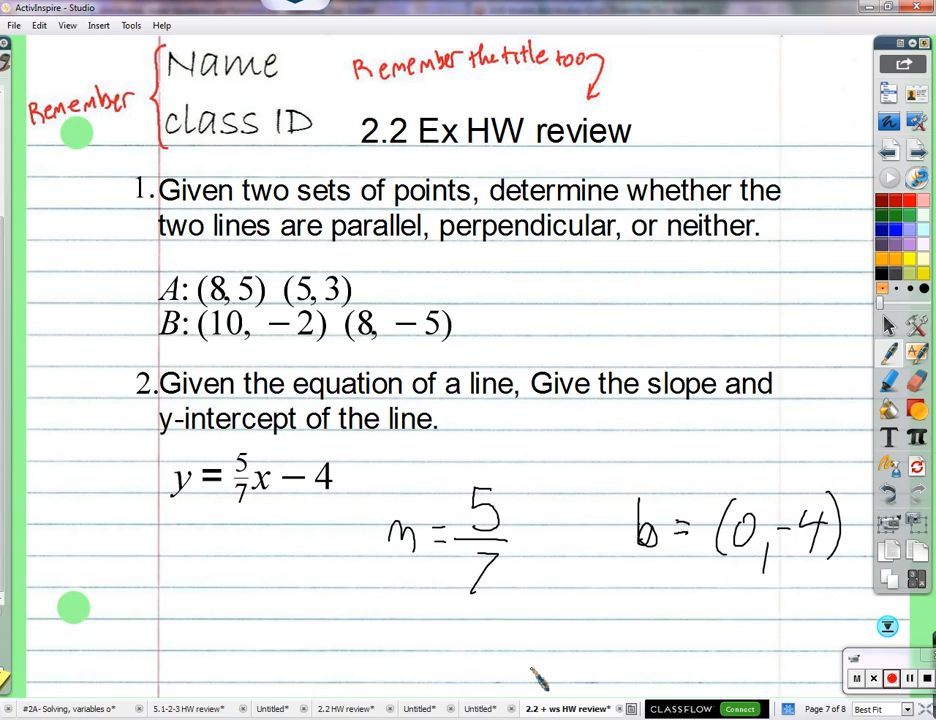 ActivInspire - Studio
File Edit View Insert Tools Help
Name
Remember the title too
Remember
class ID
2.2 Ex HW review
1. Given two sets of points, determine whether the
two lines are parallel, perpendicular, or neither.
A: (8, 5) (5, 3)
B: (10, − 2) (8, − 5)
2. Given the equation of a line, Give the slope and
y-intercept of the line.
y = 5/7 x − 4
m = 5/7 b = (0, -4)
#2A- Solving, variables o* 5.1-2-3 HW review* Untitled* 2.2 HW review* Untitled* Untitled* 2.2 + ws HW review* CLASSFLOW Connect Page 7 of 8 Best Fit